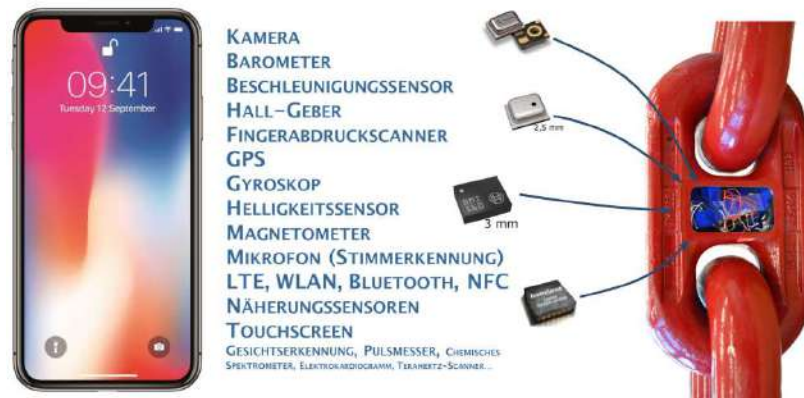 09:41
Tuesday 12 September
KAMERA
BAROMETER
BESCHLEUNIGUNGSSENSOR
HALL-GEBER
FINGERABDRUCKSCANNER
GPS
GYROSKOP
HELLIGKEITSSENSOR
MAGNETOMETER
MIKROFON (STIMMERKENNUNG)
LTE, WLAN, BLUETOOTH, NFC
NÄHERUNGSSENSOREN
TOUCHSCREEN
GESICHTSERKENNUNG, PULSMESSER, CHEMISCHES
SPEKTROMETER, ELEKTROKARDIOGRAMM, TERAHERTZ-SCANNER...
2,5 mm
3 mm